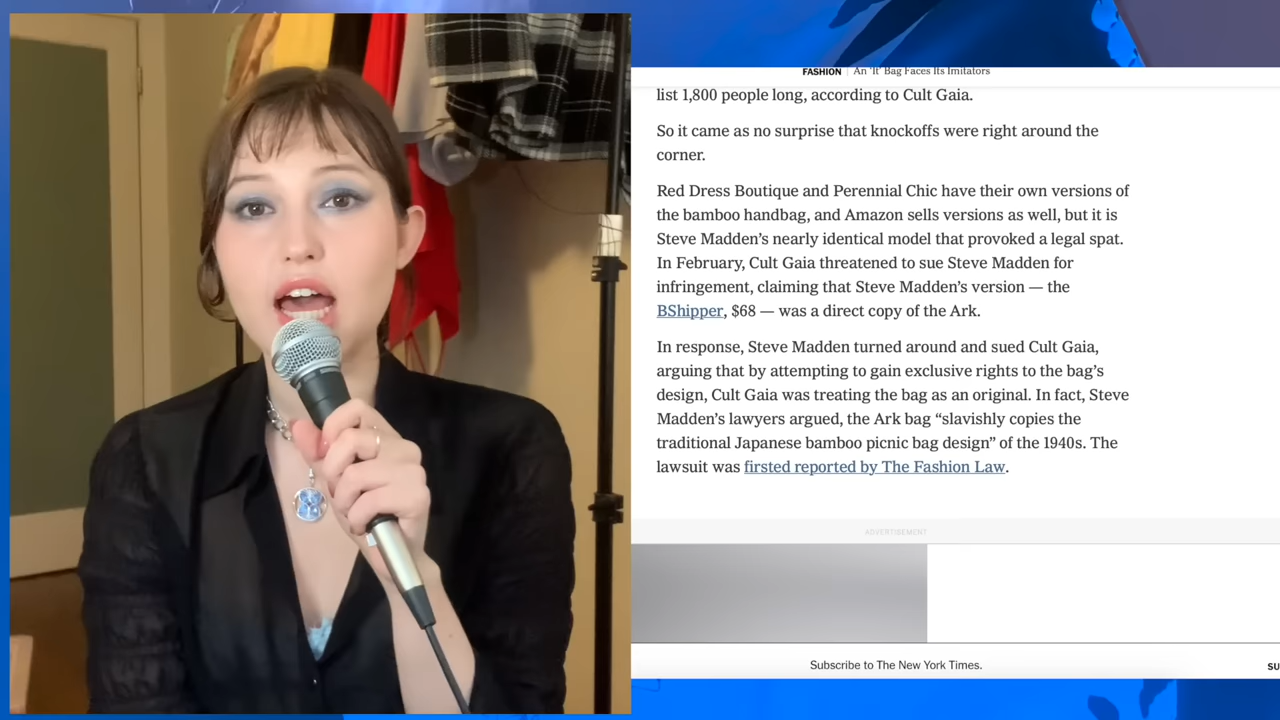 FASHION | An 'It' Bag Faces Its Imitators
list 1,800 people long, according to Cult Gaia.
So it came as no surprise that knockoffs were right around the
corner.
Red Dress Boutique and Perennial Chic have their own versions of
the bamboo handbag, and Amazon sells versions as well, but it is
Steve Madden’s nearly identical model that provoked a legal spat.
In February, Cult Gaia threatened to sue Steve Madden for
infringement, claiming that Steve Madden’s version — the
BShipper, $68 — was a direct copy of the Ark.
In response, Steve Madden turned around and sued Cult Gaia,
arguing that by attempting to gain exclusive rights to the bag’s
design, Cult Gaia was treating the bag as an original. In fact, Steve
Madden’s lawyers argued, the Ark bag “slavishly copies the
traditional Japanese bamboo picnic bag design” of the 1940s. The
lawsuit was firsted reported by The Fashion Law.
ADVERTISEMENT
Subscribe to The New York Times.
SU